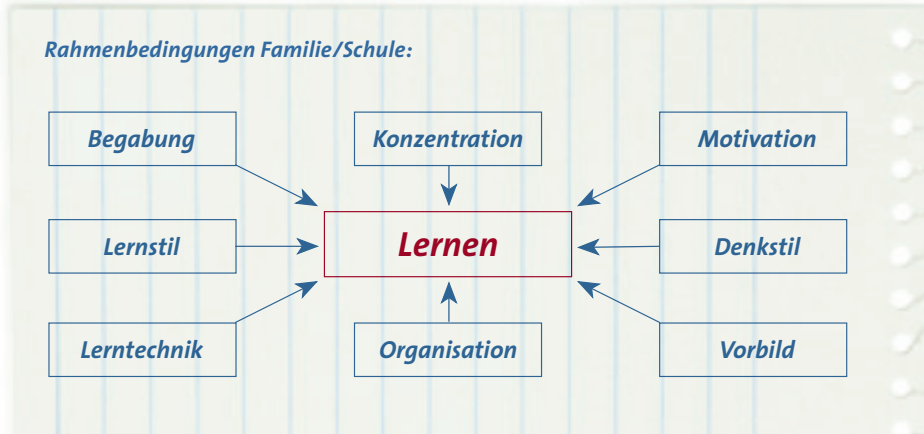 Rahmenbedingungen Familie/Schule:
Begabung
Konzentration
Motivation
Lernstil
Lernen
Denkstil
Lerntechnik
Organisation
Vorbild